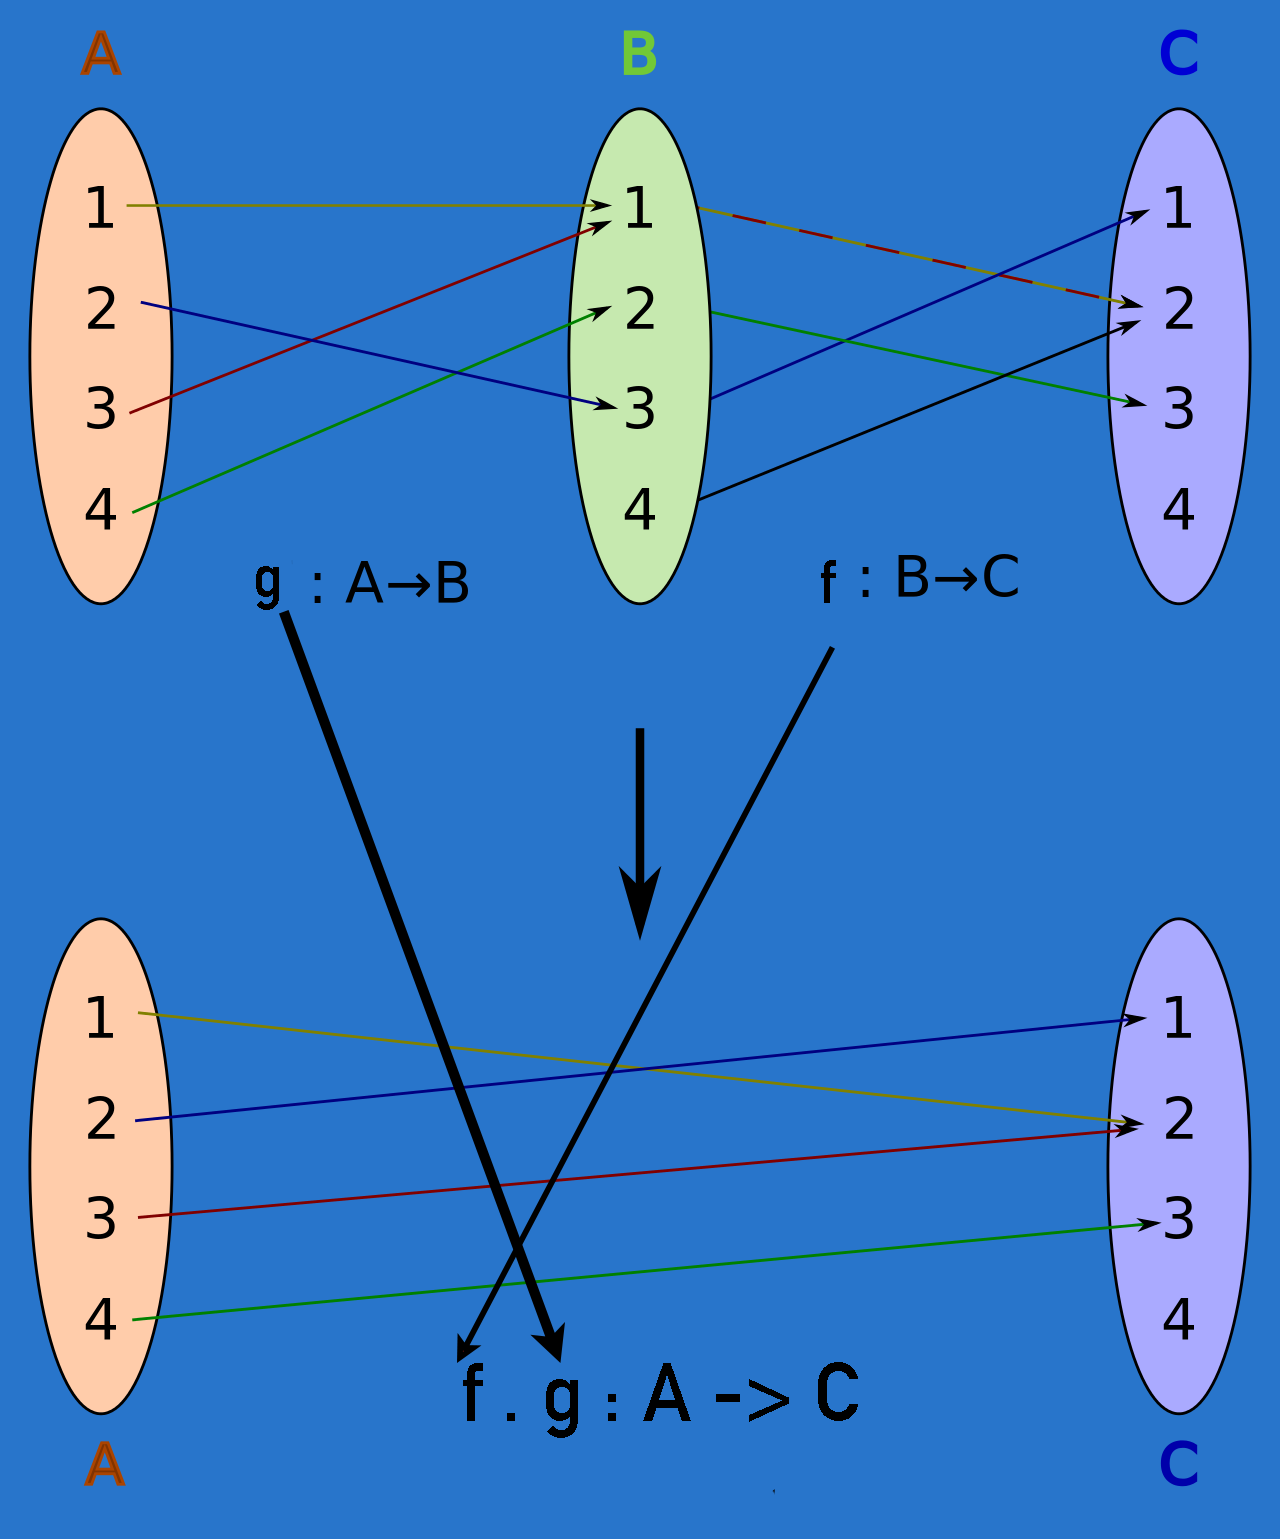 A B C
1 1 1
2 2 2
3 3 3
4 4 4
g : A→B f : B→C
1 1
2 2
3 3
4 4
f . g : A -> C
A C